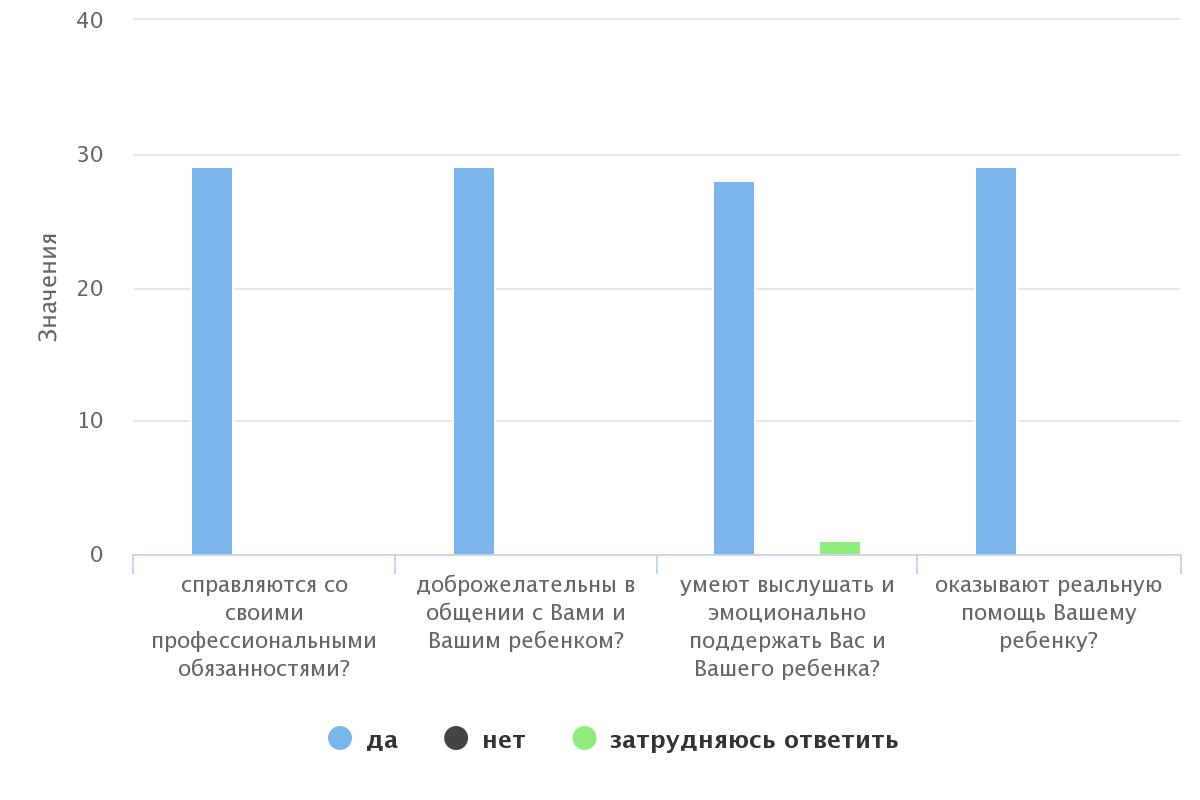 40
30
20
10
0
Значения
справляются со
своими
профессиональными
обязанностями?
доброжелательны в
общении с Вами и
Вашим ребенком?
умеют выслушать и
эмоционально
поддержать Вас и
Вашего ребенка?
оказывают реальную
помощь Вашему
ребенку?
да
нет
затрудняюсь ответить